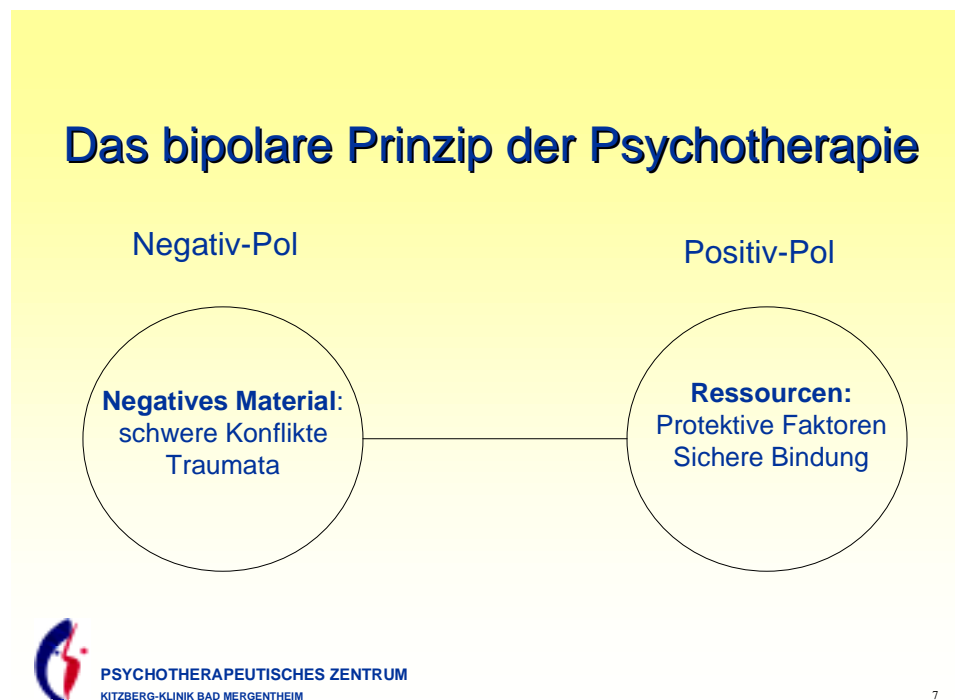 Das bipolare Prinzip der Psychotherapie
Negativ-Pol
Positiv-Pol
Negatives Material:
schwere Konflikte
Traumata
Ressourcen:
Protektive Faktoren
Sichere Bindung
PSYCHOTHERAPEUTISCHES ZENTRUM
KITZBERG-KLINIK BAD MERGENTHEIM
7